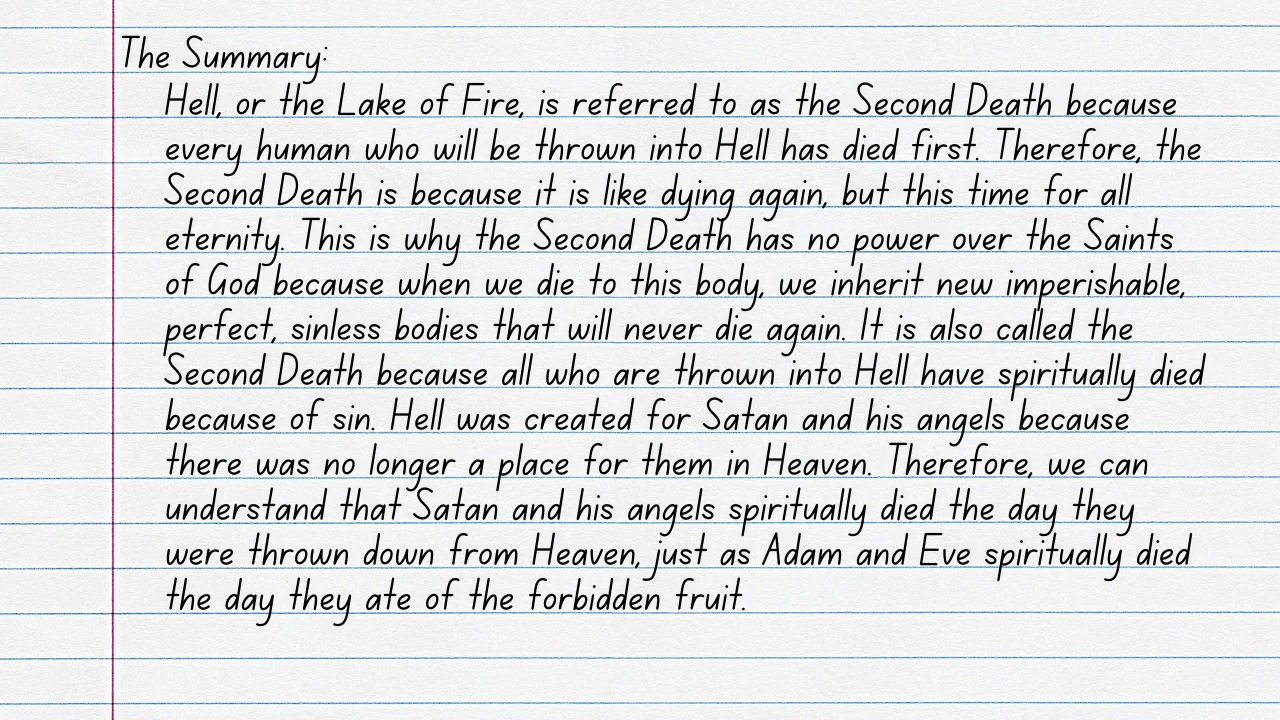 The Summary:
Hell, or the Lake of Fire, is referred to as the Second Death because
every human who will be thrown into Hell has died first. Therefore, the
Second Death is because it is like dying again, but this time for all
eternity. This is why the Second Death has no power over the Saints
of God because when we die to this body, we inherit new imperishable,
perfect, sinless bodies that will never die again. It is also called the
Second Death because all who are thrown into Hell have spiritually died
because of sin. Hell was created for Satan and his angels because
there was no longer a place for them in Heaven. Therefore, we can
understand that Satan and his angels spiritually died the day they
were thrown down from Heaven, just as Adam and Eve spiritually died
the day they ate of the forbidden fruit.